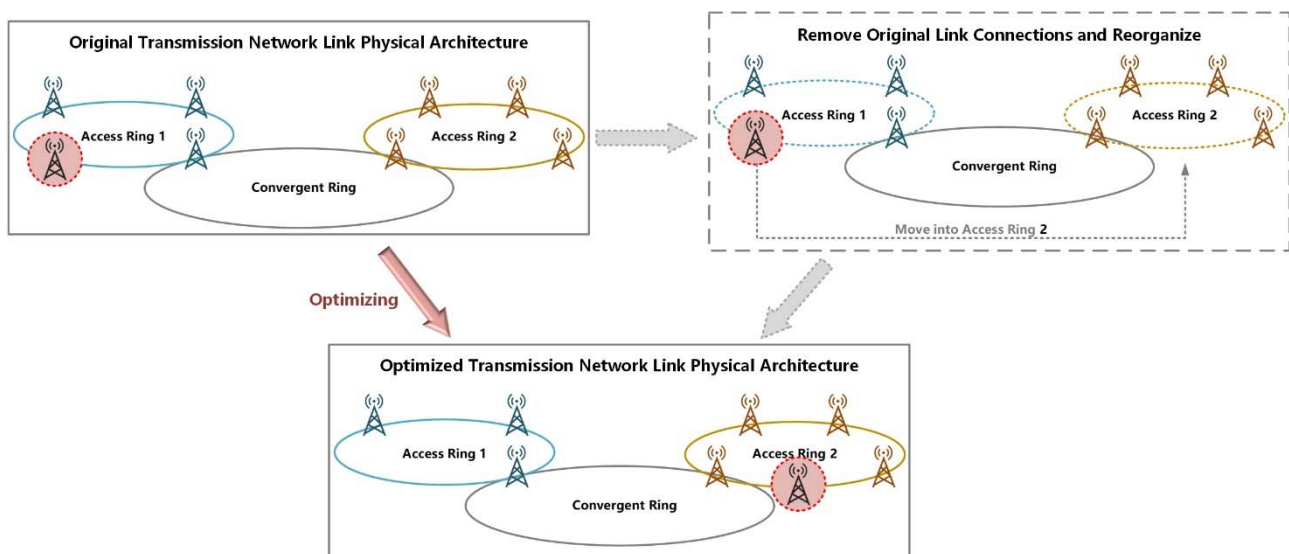 Original Transmission Network Link Physical Architecture
Access Ring 1
Access Ring 2
Convergent Ring
Remove Original Link Connections and Reorganize
Access Ring 1
Access Ring 2
Convergent Ring
Move into Access Ring 2
Optimizing
Optimized Transmission Network Link Physical Architecture
Access Ring 1
Access Ring 2
Convergent Ring